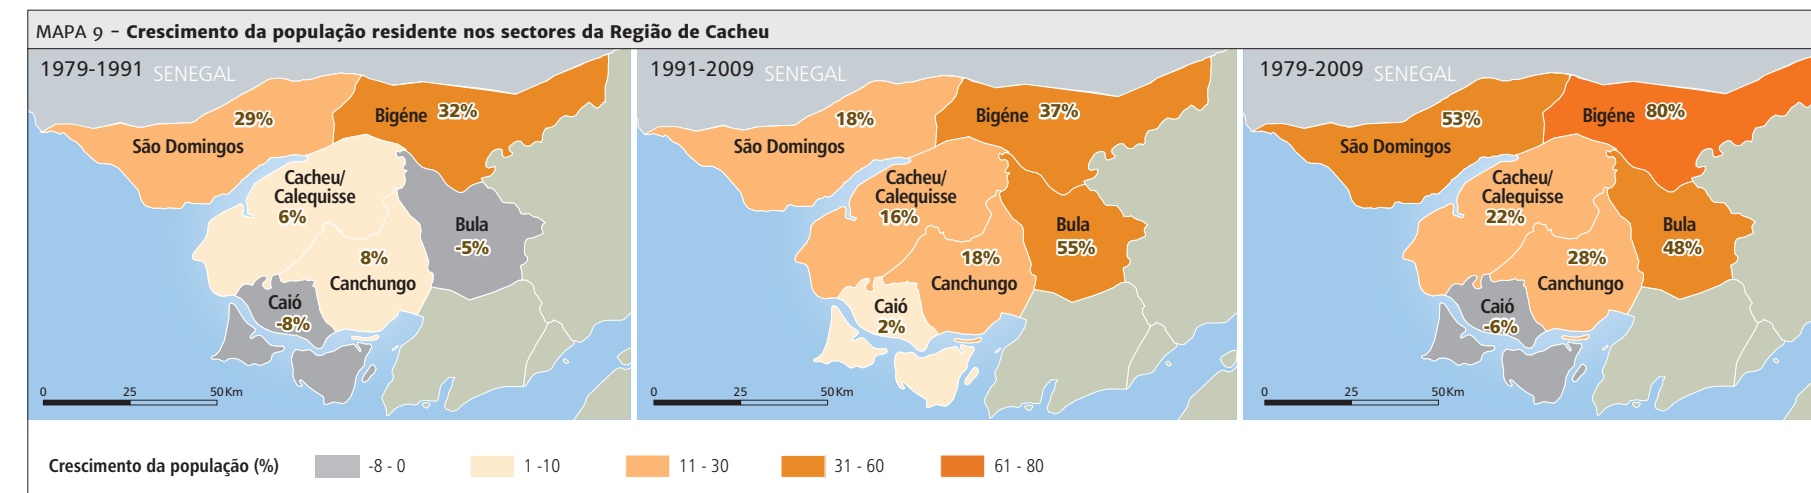 MAPA 9 – Crescimento da população residente nos sectores da Região de Cacheu
1979-1991 SENEGAL
29%
São Domingos
Bigéne 32%
Cacheu/
Calequisse
6%
Bula
-5%
8%
Canchungo
Caió
-8%
0 25 50 Km
1991-2009 SENEGAL
18%
São Domingos
Bigéne 37%
Cacheu/
Calequisse
16%
Bula
55%
18%
Canchungo
Caió
2%
0 25 50 Km
1979-2009 SENEGAL
53%
São Domingos
Bigéne 80%
Cacheu/
Calequisse
22%
Bula
48%
28%
Canchungo
Caió
-6%
0 25 50 Km
Crescimento da população (%) -8 - 0 1 -10 11 - 30 31 - 60 61 - 80